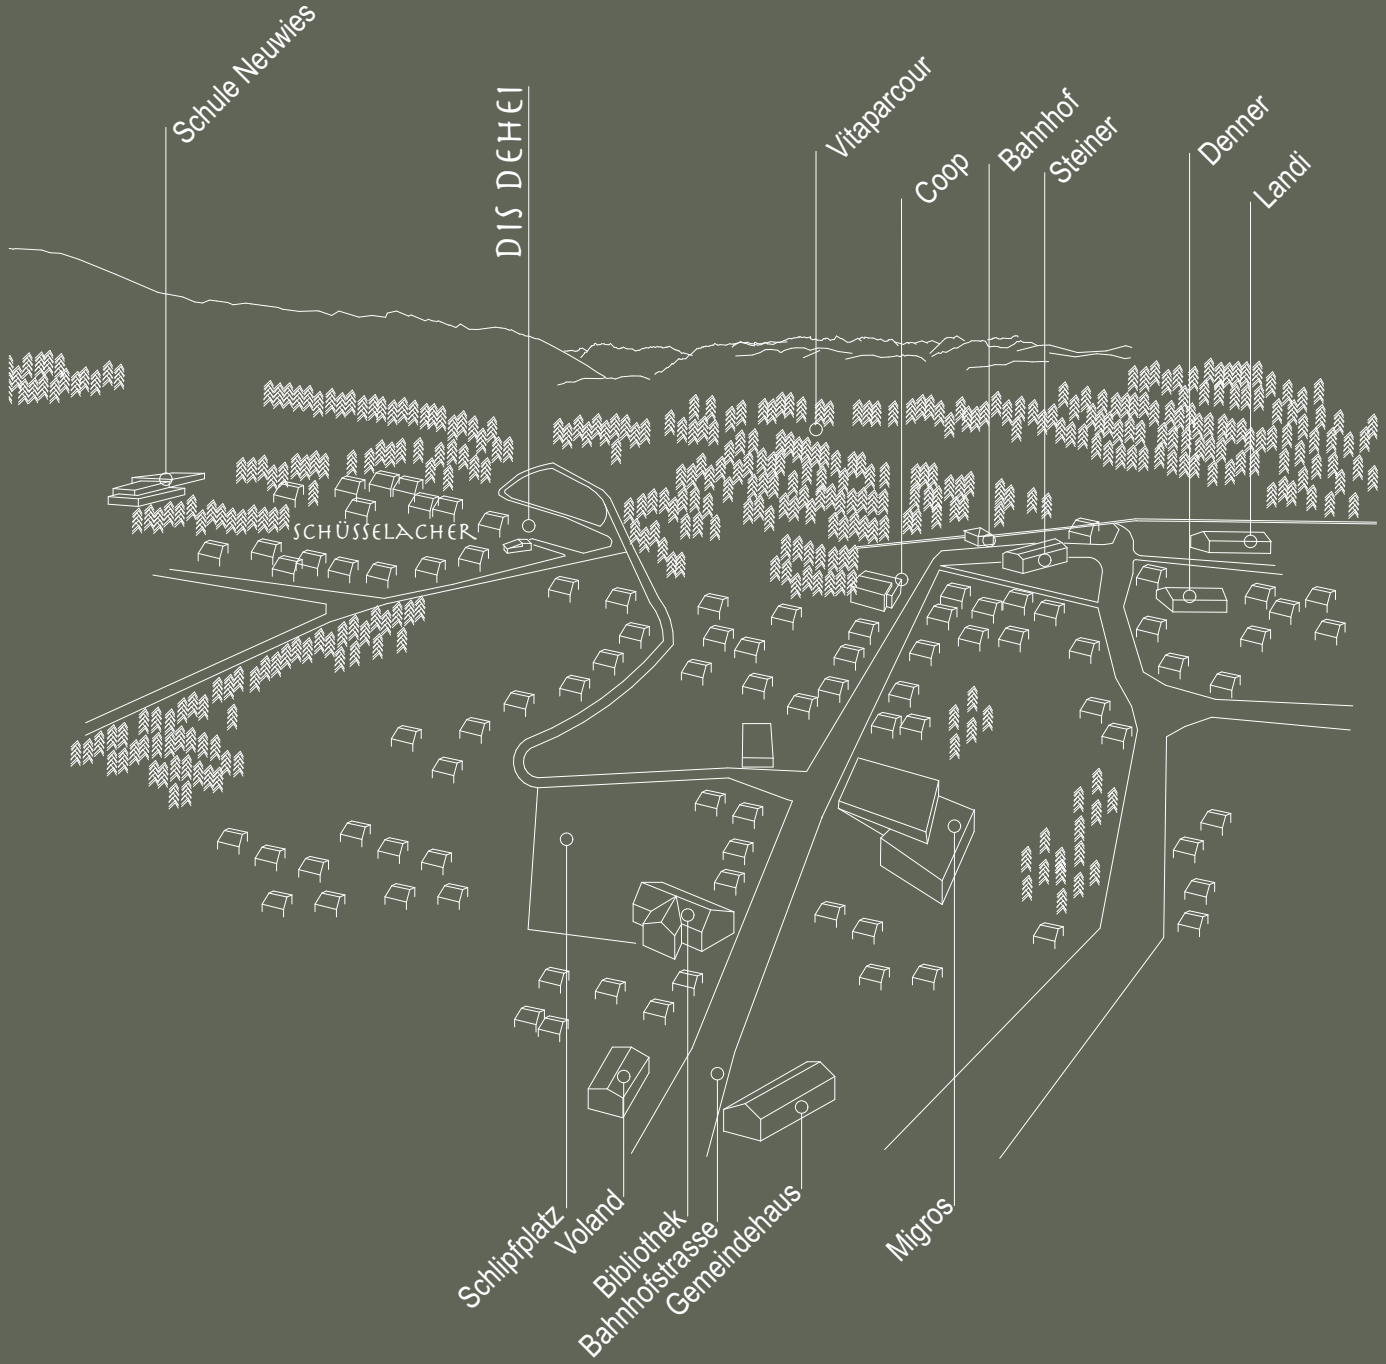 Schule Neuwies
DIS DEHEI
Vitaparcour
Coop
Bahnhof
Steiner
Denner
Landi
SCHÜSSELACHER
Schlipfplatz
Voland
Bibliothek
Bahnhofstrasse
Gemeindehaus
Migros